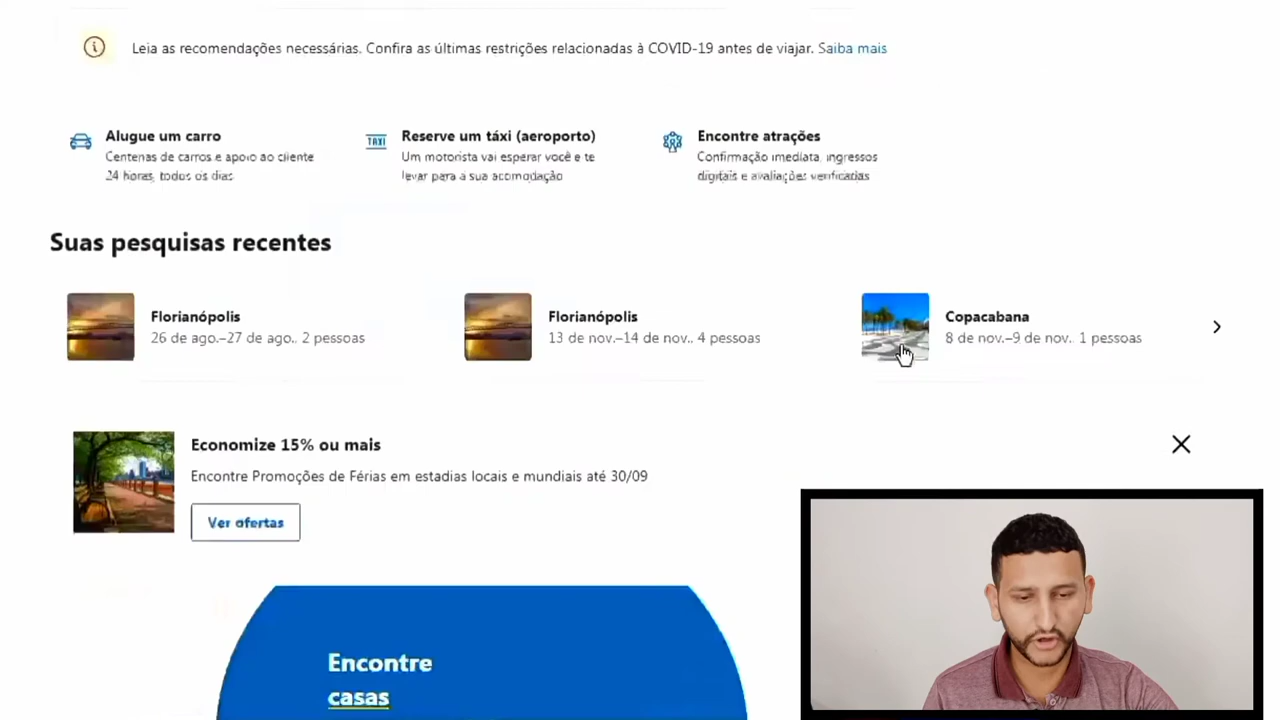 Leia as recomendações necessárias. Confira as últimas restrições relacionadas à COVID-19 antes de viajar. Saiba mais
Alugue um carro
Centenas de carros e apoio ao cliente
24 horas, todos os dias
TAXI
Reserve um táxi (aeroporto)
Um motorista vai esperar você e te
levar para a sua acomodação
Encontre atrações
Confirmação imediata, ingressos
digitais e avaliações verificadas
Suas pesquisas recentes
Florianópolis
26 de ago.–27 de ago., 2 pessoas
Florianópolis
13 de nov.–14 de nov., 4 pessoas
Copacabana
8 de nov.–9 de nov., 1 pessoas
Economize 15% ou mais
Encontre Promoções de Férias em estadias locais e mundiais até 30/09
Ver ofertas
Encontre
casas